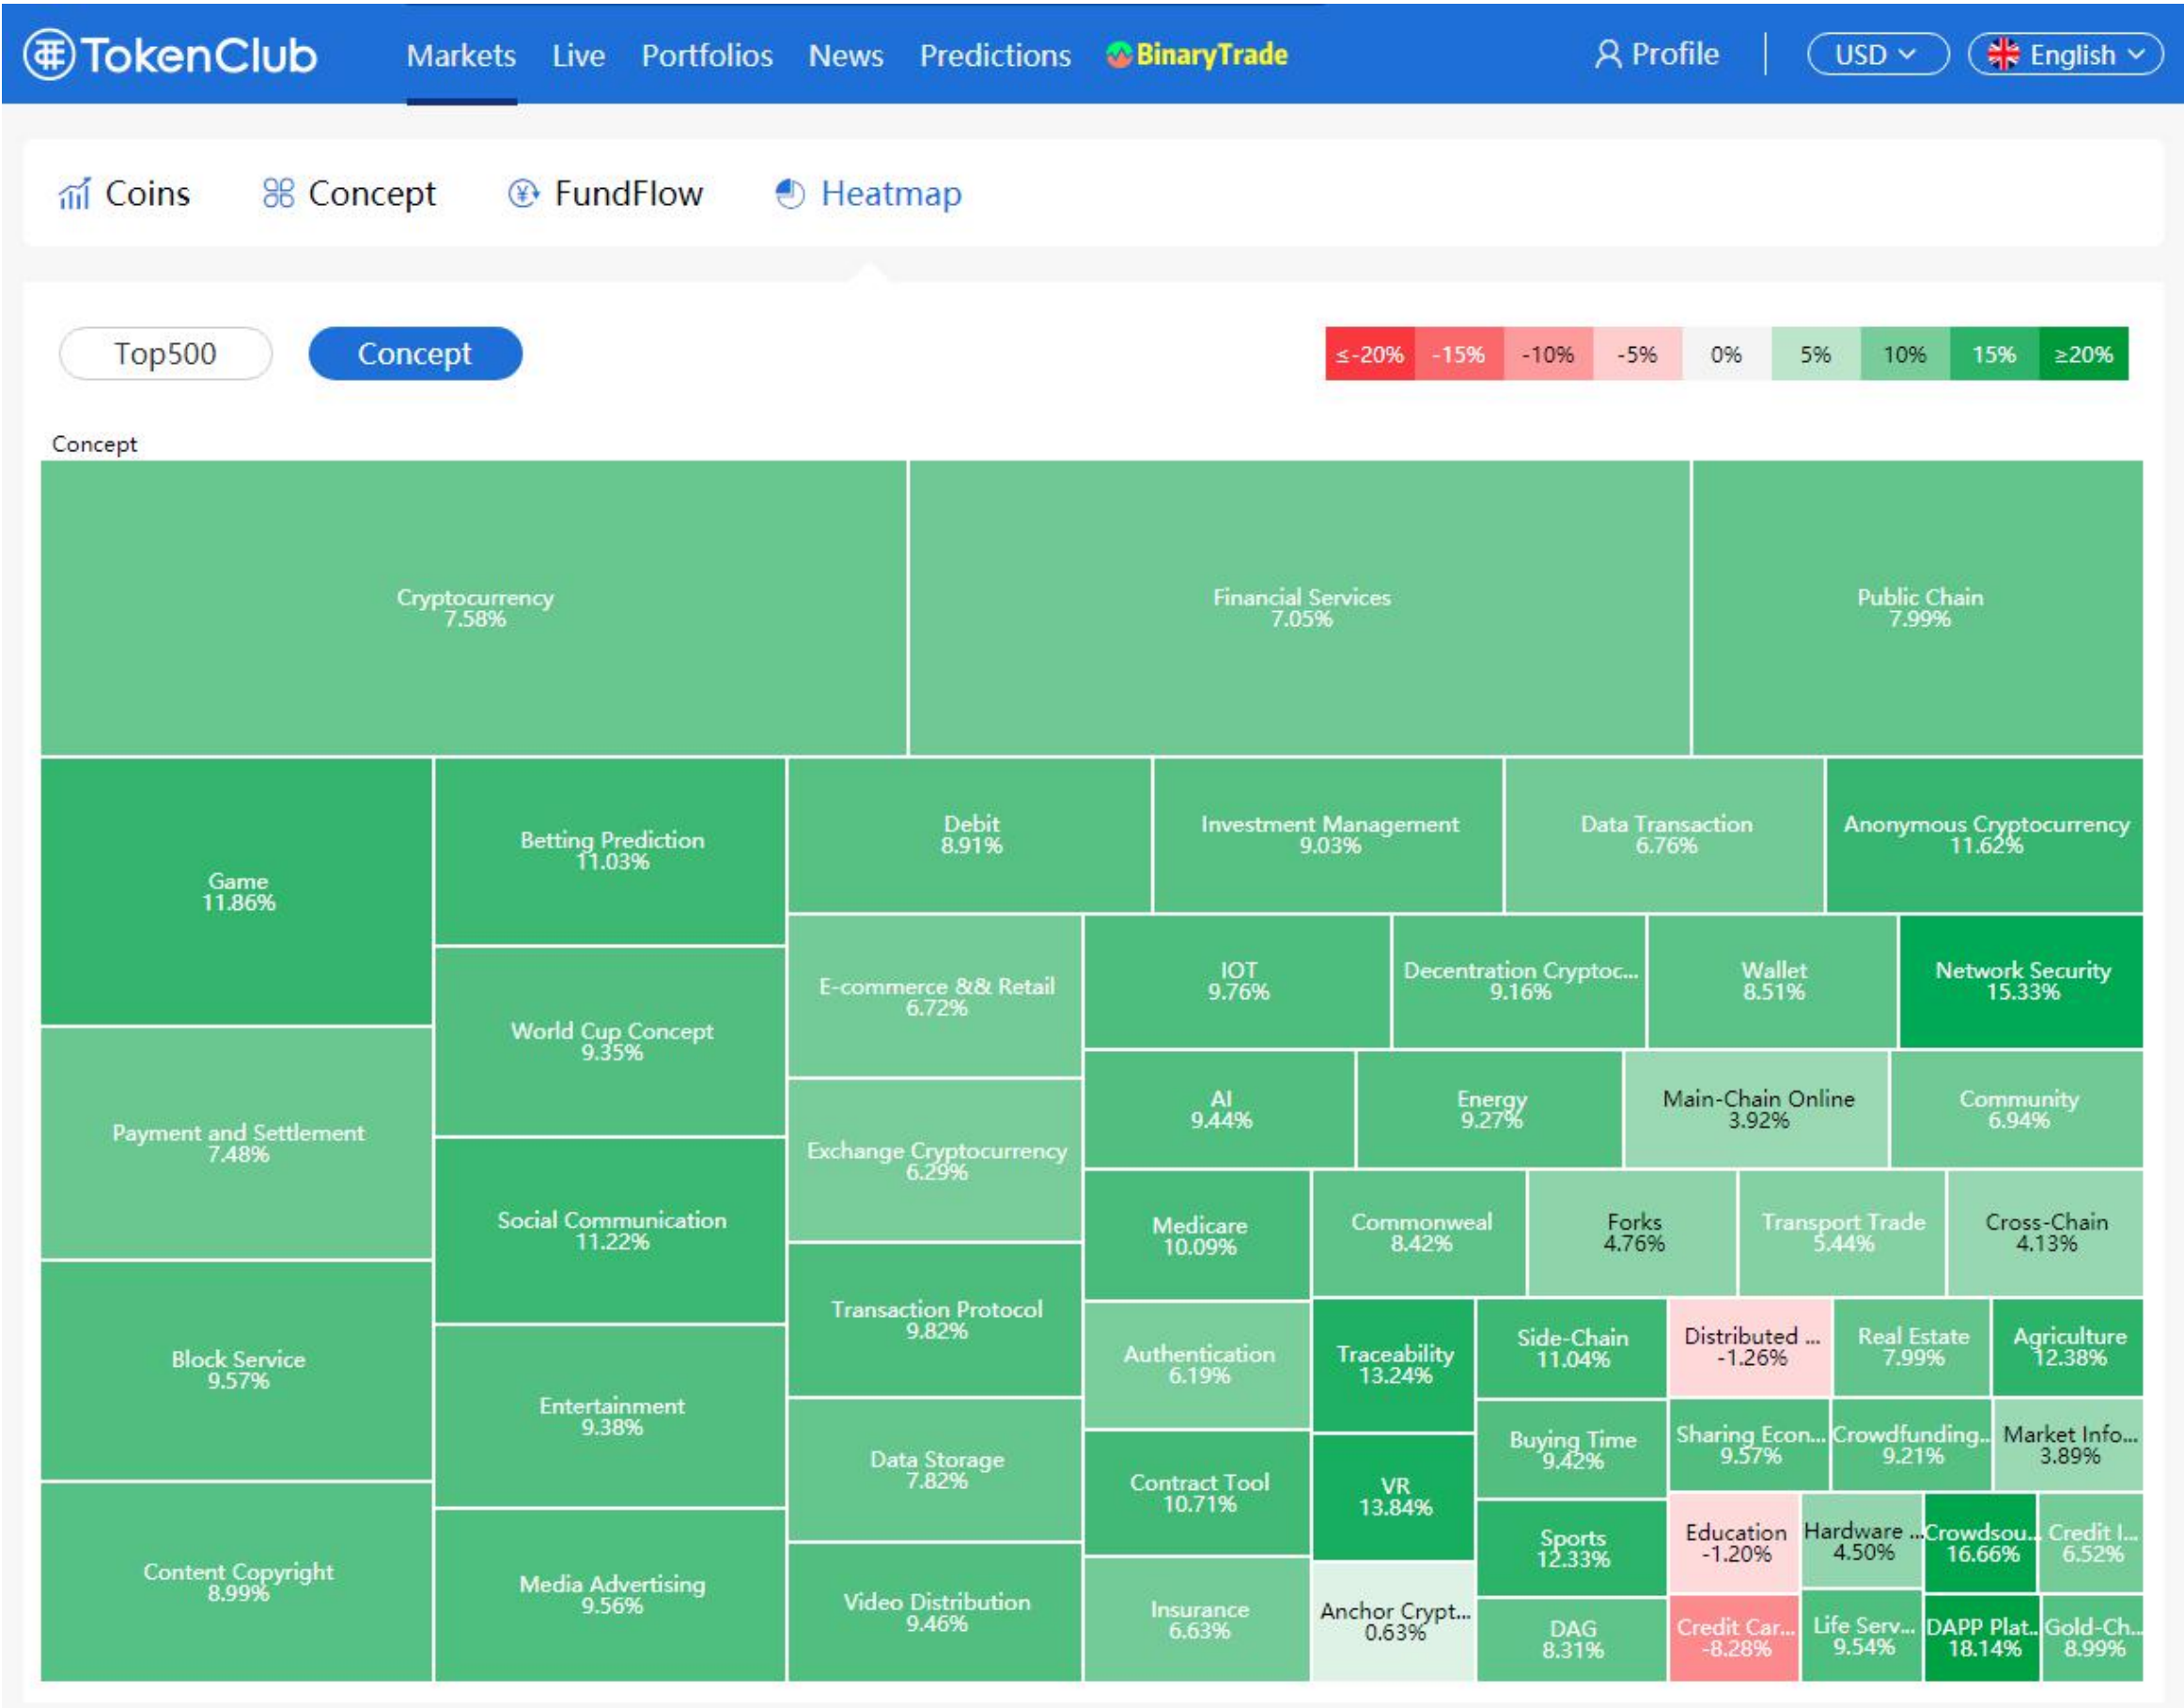 TokenClub Markets Live Portfolios News Predictions BinaryTrade Profile USD English
Coins Concept FundFlow Heatmap
Top500 Concept ≤-20% -15% -10% -5% 0% 5% 10% 15% ≥20%
Concept
Cryptocurrency
7.58%
Financial Services
7.05%
Public Chain
7.99%
Game
11.86%
Payment and Settlement
7.48%
Block Service
9.57%
Content Copyright
8.99%
Betting Prediction
11.03%
World Cup Concept
9.35%
Social Communication
11.22%
Entertainment
9.38%
Media Advertising
9.56%
Debit
8.91%
Investment Management
9.03%
Data Transaction
6.76%
Anonymous Cryptocurrency
11.62%
E-commerce && Retail
6.72%
Exchange Cryptocurrency
6.29%
Transaction Protocol
9.82%
Data Storage
7.82%
Video Distribution
9.46%
IOT
9.76%
Decentration Cryptoc...
9.16%
Wallet
8.51%
Network Security
15.33%
AI
9.44%
Energy
9.27%
Main-Chain Online
3.92%
Community
6.94%
Medicare
10.09%
Commonweal
8.42%
Forks
4.76%
Transport Trade
5.44%
Cross-Chain
4.13%
Authentication
6.19%
Contract Tool
10.71%
Insurance
6.63%
Traceability
13.24%
VR
13.84%
Anchor Crypt...
0.63%
Side-Chain
11.04%
Buying Time
9.42%
Sports
12.33%
DAG
8.31%
Distributed ...
-1.26%
Real Estate
7.99%
Agriculture
12.38%
Sharing Econ...
9.57%
Crowdfunding...
9.21%
Market Info...
3.89%
Education
-1.20%
Hardware ...
4.50%
Crowdsou...
16.66%
Credit I...
6.52%
Credit Car...
-8.28%
Life Serv...
9.54%
DAPP Plat...
18.14%
Gold-Ch...
8.99%